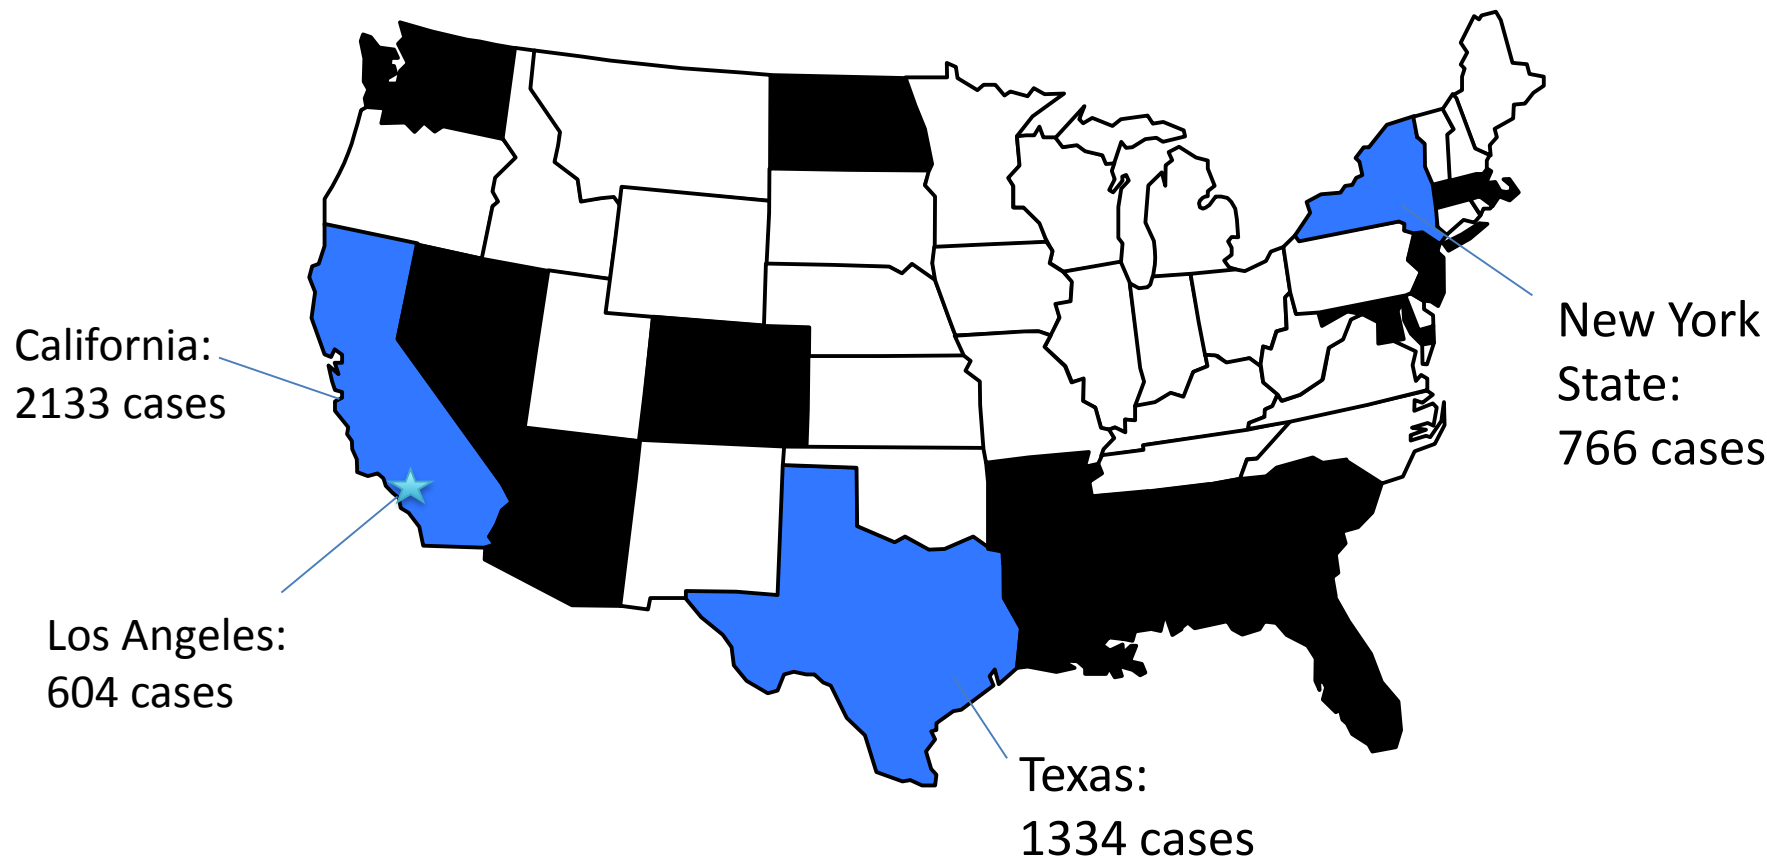 California:
2133 cases
Los Angeles:
604 cases
New York
State:
766 cases
Texas:
1334 cases